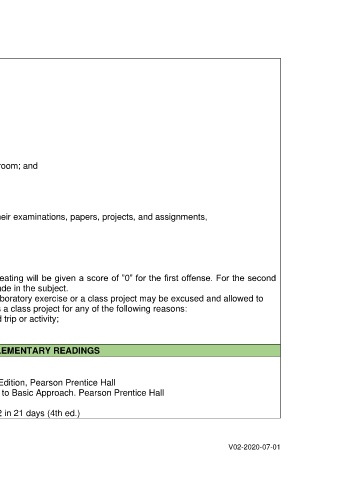 room; and
heir examinations, papers, projects, and assignments,
eating will be given a score of "0" for the first offense. For the second
de in the subject.
boratory exercise or a class project may be excused and allowed to
a class project for any of the following reasons:
trip or activity;
LEMENTARY READINGS
Edition, Pearson Prentice Hall
to Basic Approach. Pearson Prentice Hall
2 in 21 days (4th ed.)
V02-2020-07-01